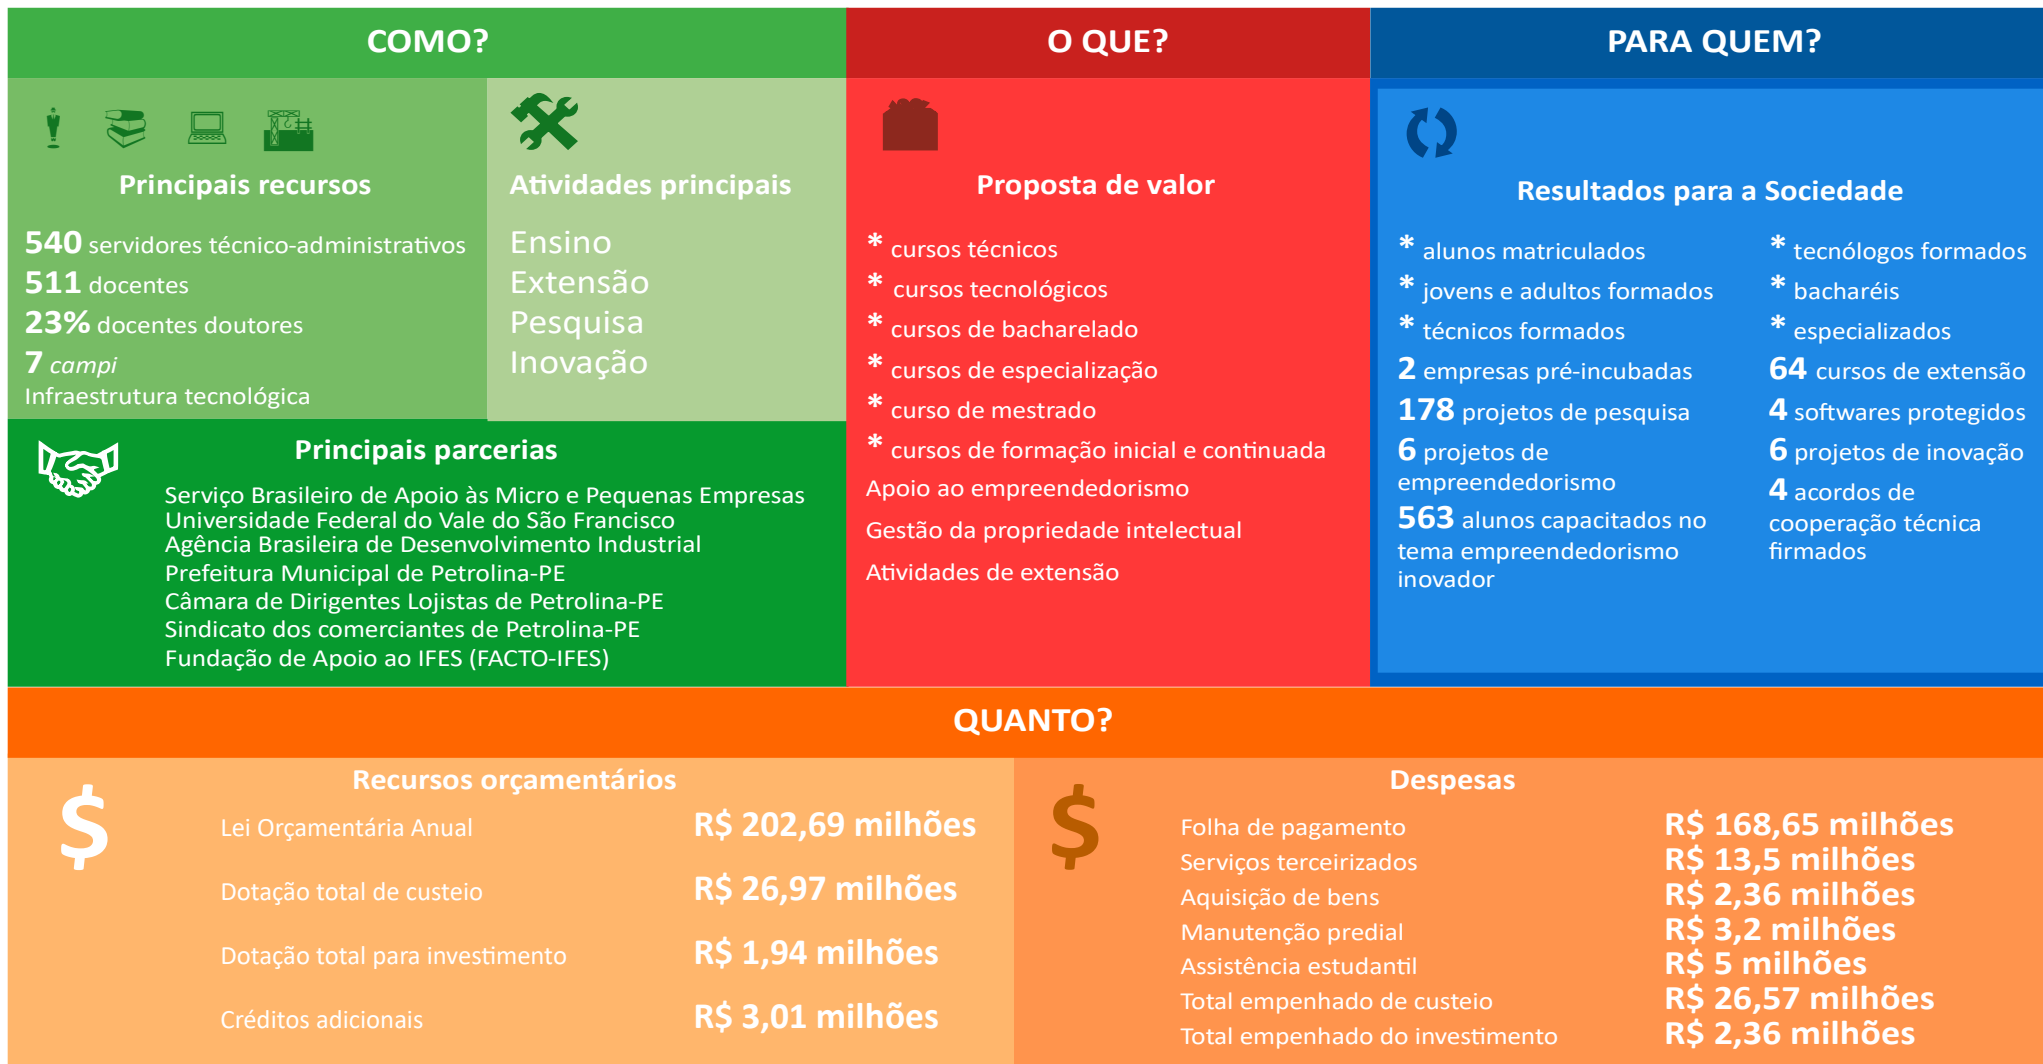 COMO?
Principais recursos
540 servidores técnico-administrativos
511 docentes
23% docentes doutores
7 campi
Infraestrutura tecnológica
Atividades principais
Ensino
Extensão
Pesquisa
Inovação
Principais parcerias
Serviço Brasileiro de Apoio às Micro e Pequenas Empresas
Universidade Federal do Vale do São Francisco
Agência Brasileira de Desenvolvimento Industrial
Prefeitura Municipal de Petrolina-PE
Câmara de Dirigentes Lojistas de Petrolina-PE
Sindicato dos comerciantes de Petrolina-PE
Fundação de Apoio ao IFES (FACTO-IFES)
O QUE?
Proposta de valor
* cursos técnicos
* cursos tecnológicos
* cursos de bacharelado
* cursos de especialização
* curso de mestrado
* cursos de formação inicial e continuada
Apoio ao empreendedorismo
Gestão da propriedade intelectual
Atividades de extensão
PARA QUEM?
Resultados para a Sociedade
* alunos matriculados
* jovens e adultos formados
* técnicos formados
2 empresas pré-incubadas
178 projetos de pesquisa
6 projetos de
empreendedorismo
563 alunos capacitados no
tema empreendedorismo
inovador
* tecnólogos formados
* bacharéis
* especializados
64 cursos de extensão
4 softwares protegidos
6 projetos de inovação
4 acordos de
cooperação técnica
firmados
QUANTO?
$
Recursos orçamentários
Lei Orçamentária Anual R$ 202,69 milhões
Dotação total de custeio R$ 26,97 milhões
Dotação total para investimento R$ 1,94 milhões
Créditos adicionais R$ 3,01 milhões
$
Despesas
Folha de pagamento R$ 168,65 milhões
Serviços terceirizados R$ 13,5 milhões
Aquisição de bens R$ 2,36 milhões
Manutenção predial R$ 3,2 milhões
Assistência estudantil R$ 5 milhões
Total empenhado de custeio R$ 26,57 milhões
Total empenhado do investimento R$ 2,36 milhões